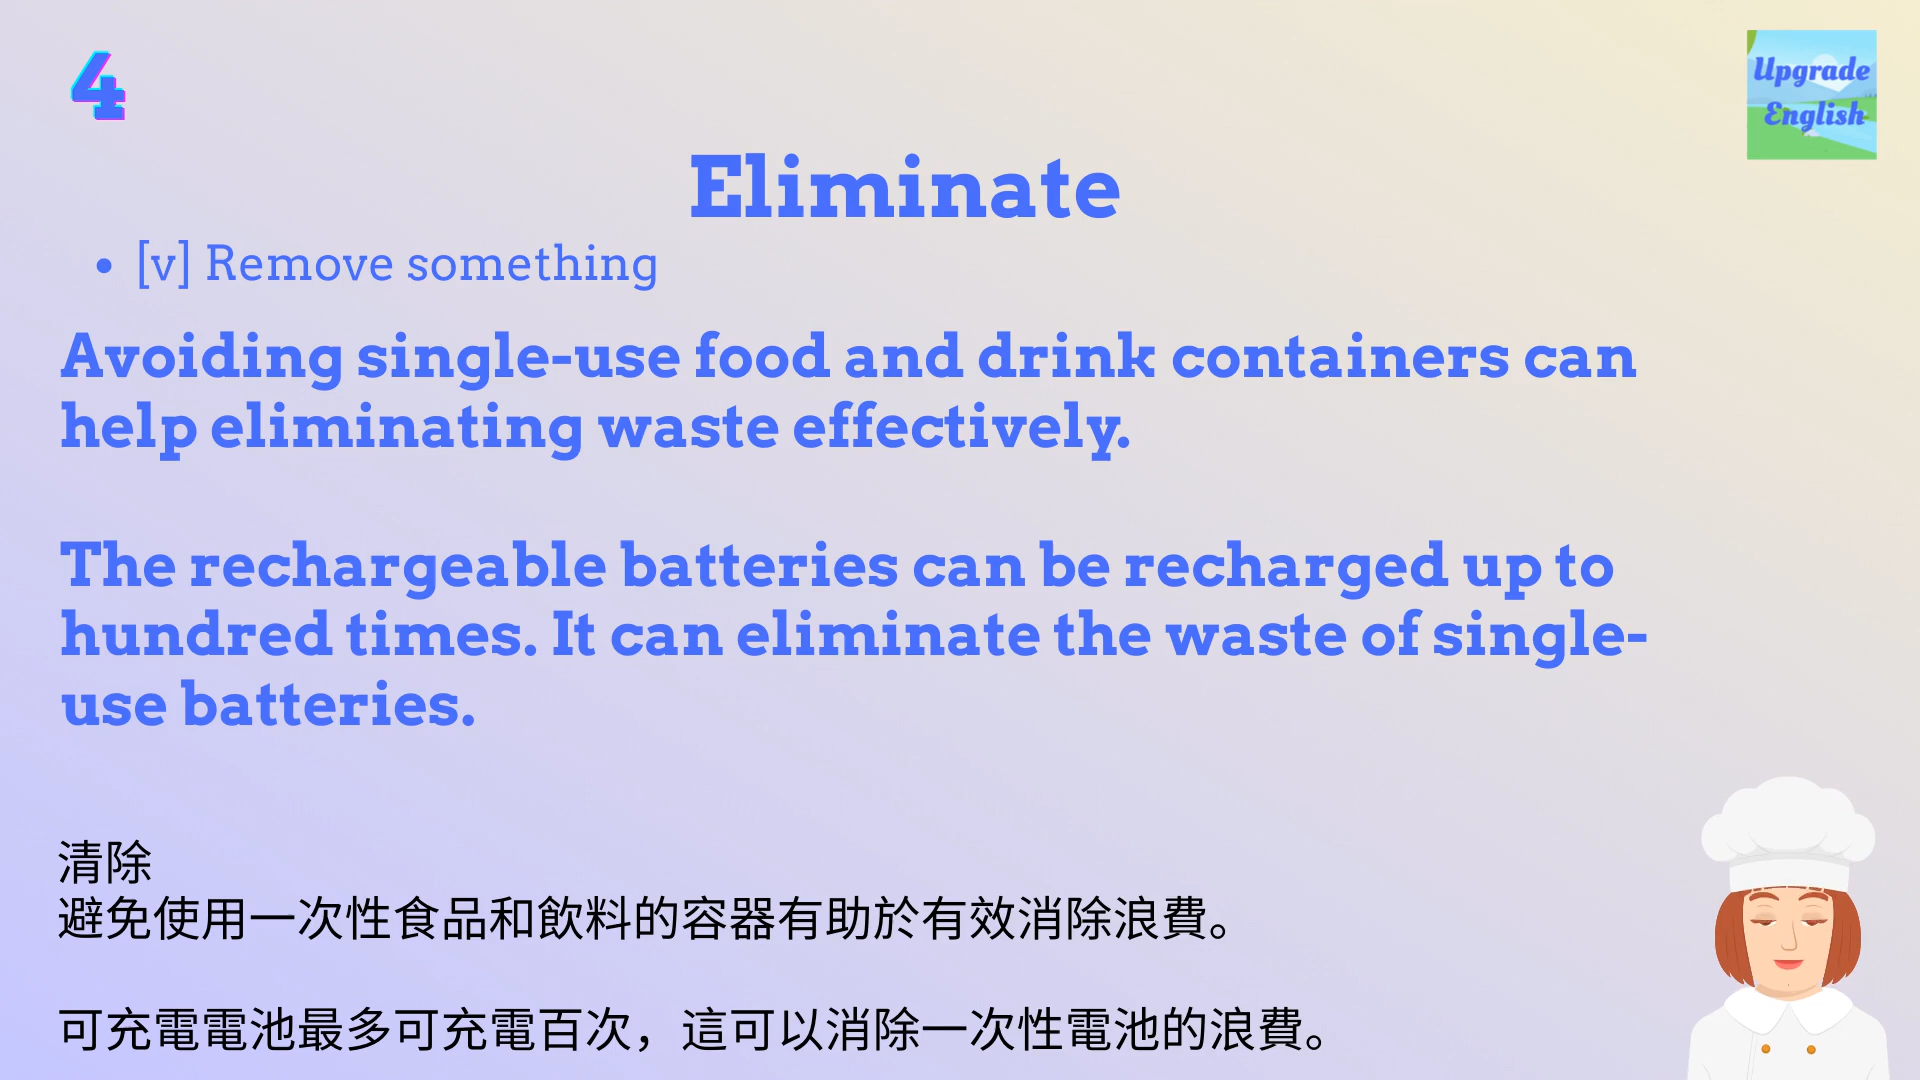 4
Upgrade
English
Eliminate
• [v] Remove something
Avoiding single-use food and drink containers can
help eliminating waste effectively.
The rechargeable batteries can be recharged up to
hundred times. It can eliminate the waste of single-
use batteries.
清除
避免使用一次性食品和飲料的容器有助於有效消除浪費。
可充電電池最多可充電百次，這可以消除一次性電池的浪費。